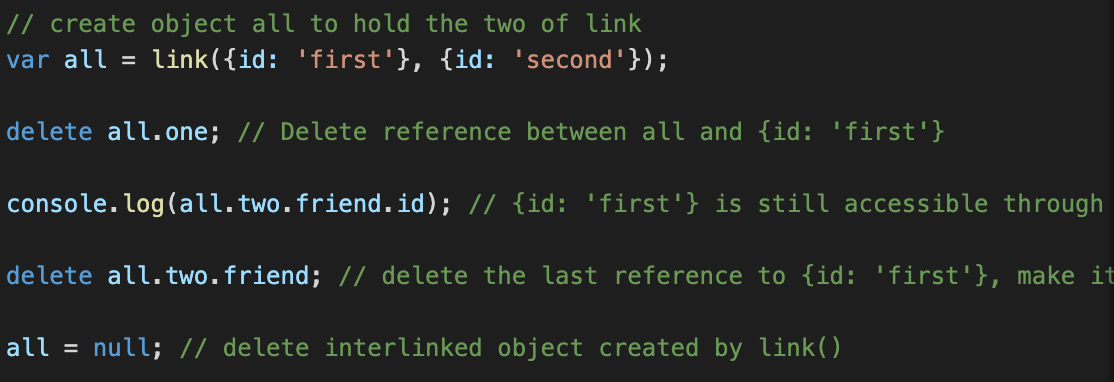 // create object all to hold the two of link
var all = link({id: 'first'}, {id: 'second'});
delete all.one; // Delete reference between all and {id: 'first'}
console.log(all.two.friend.id); // {id: 'first'} is still accessible through
delete all.two.friend; // delete the last reference to {id: 'first'}, make it
all = null; // delete interlinked object created by link()